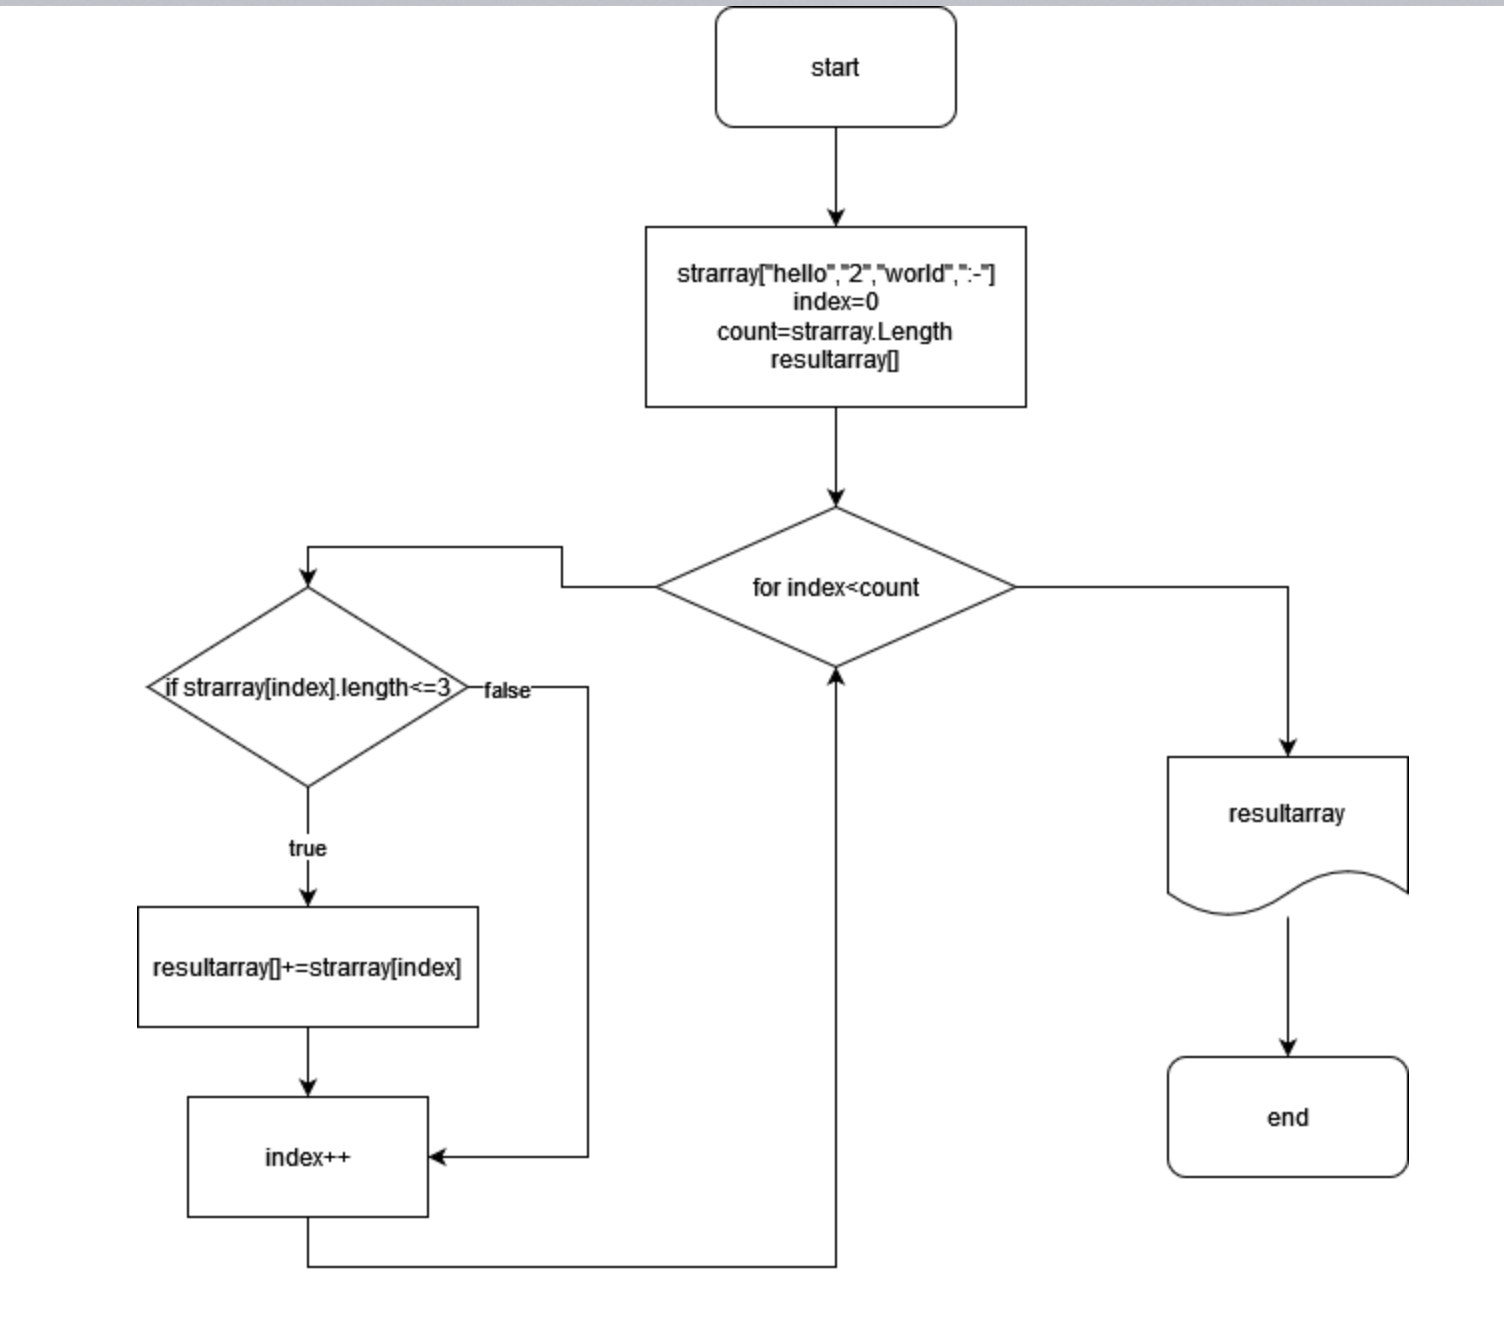 start
strarray["hello","2","world",":-"]
index=0
count=strarray.Length
resultarray[]
for index<count
if strarray[index].length<=3
false
true
resultarray[]+=strarray[index]
index++
resultarray
end